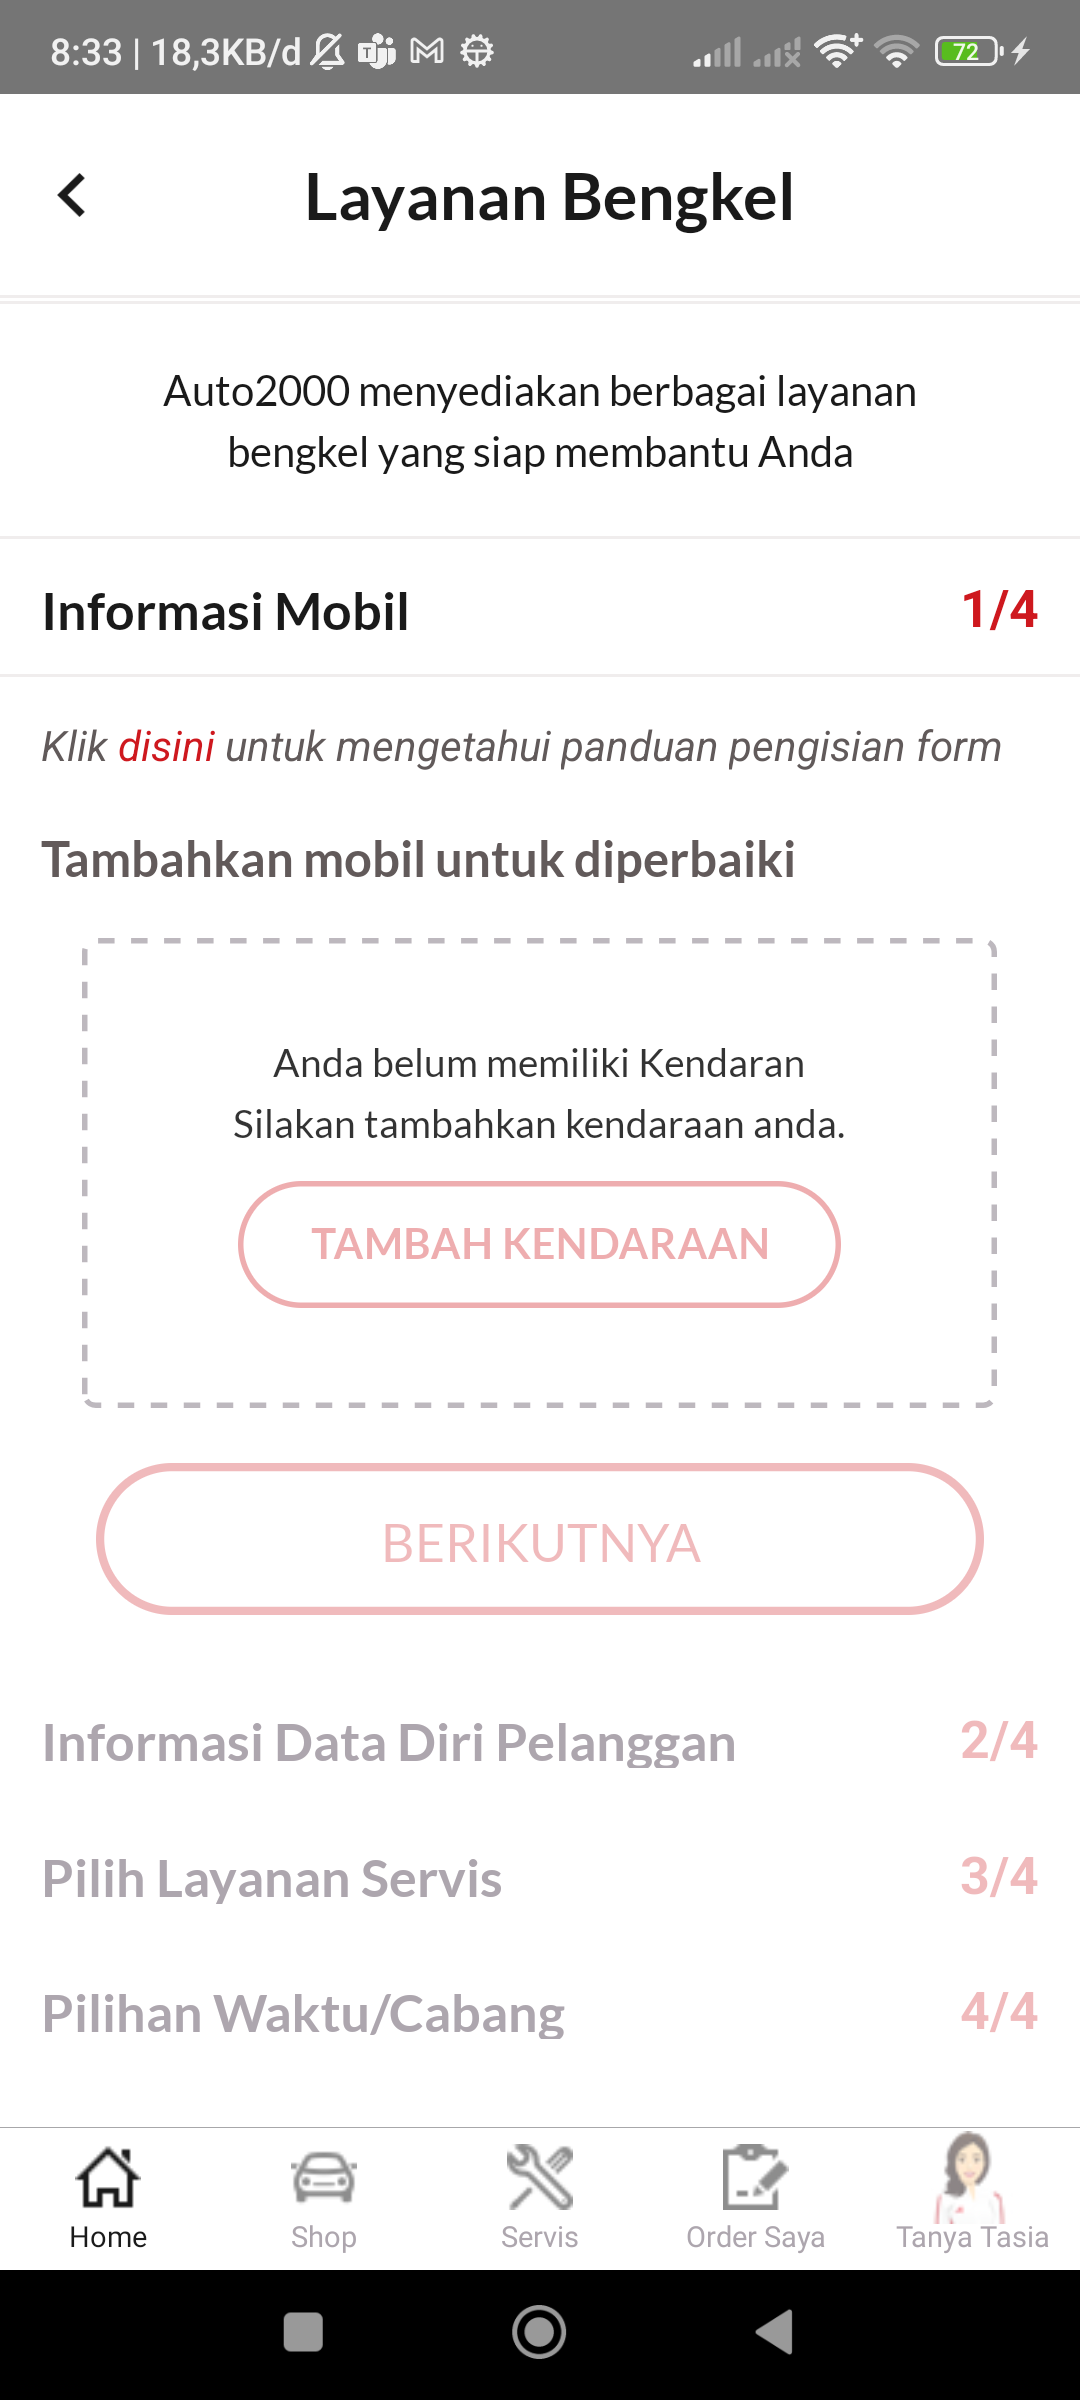 8:33 | 18,3KB/d
72
Layanan Bengkel
Auto2000 menyediakan berbagai layanan
bengkel yang siap membantu Anda
Informasi Mobil 1/4
Klik disini untuk mengetahui panduan pengisian form
Tambahkan mobil untuk diperbaiki
Anda belum memiliki Kendaran
Silakan tambahkan kendaraan anda.
TAMBAH KENDARAAN
BERIKUTNYA
Informasi Data Diri Pelanggan 2/4
Pilih Layanan Servis 3/4
Pilihan Waktu/Cabang 4/4
Home Shop Servis Order Saya Tanya Tasia